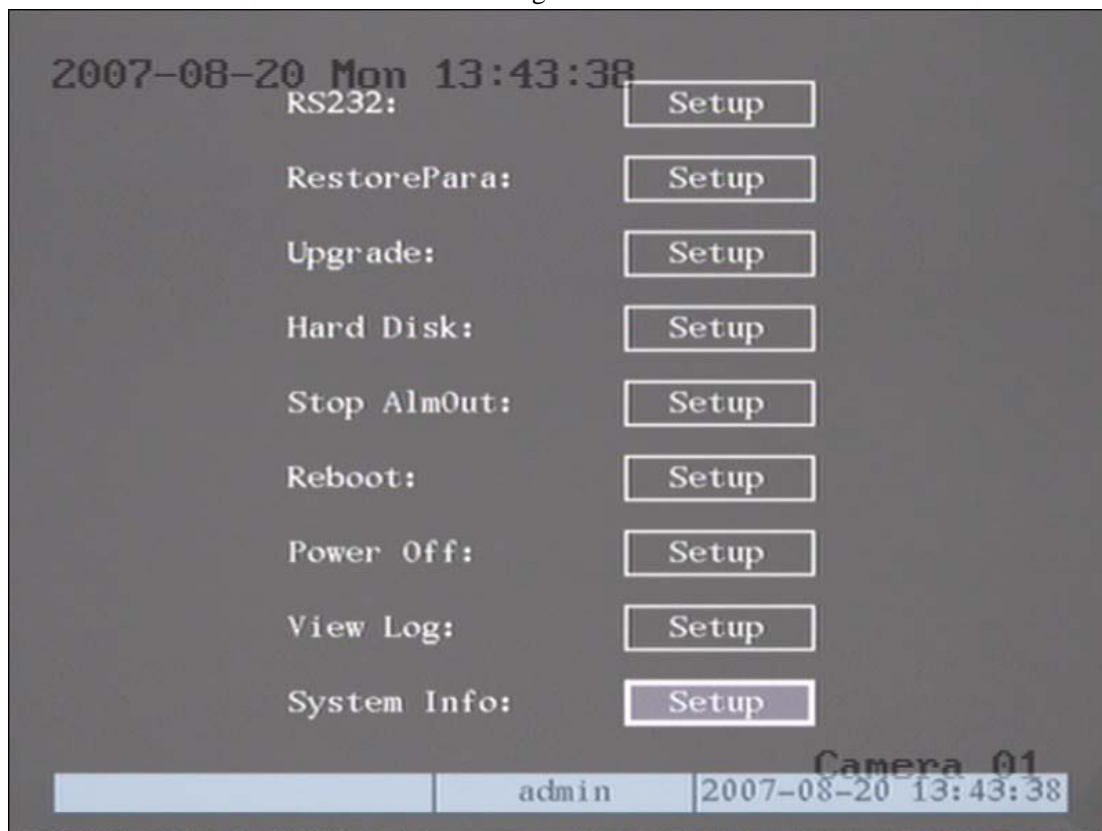 2007-08-20 Mon 13:43:38
RS232: Setup
RestorePara: Setup
Upgrade: Setup
Hard Disk: Setup
Stop AlmOut: Setup
Reboot: Setup
Power Off: Setup
View Log: Setup
System Info: Setup
Camera 01
admin 2007-08-20 13:43:38